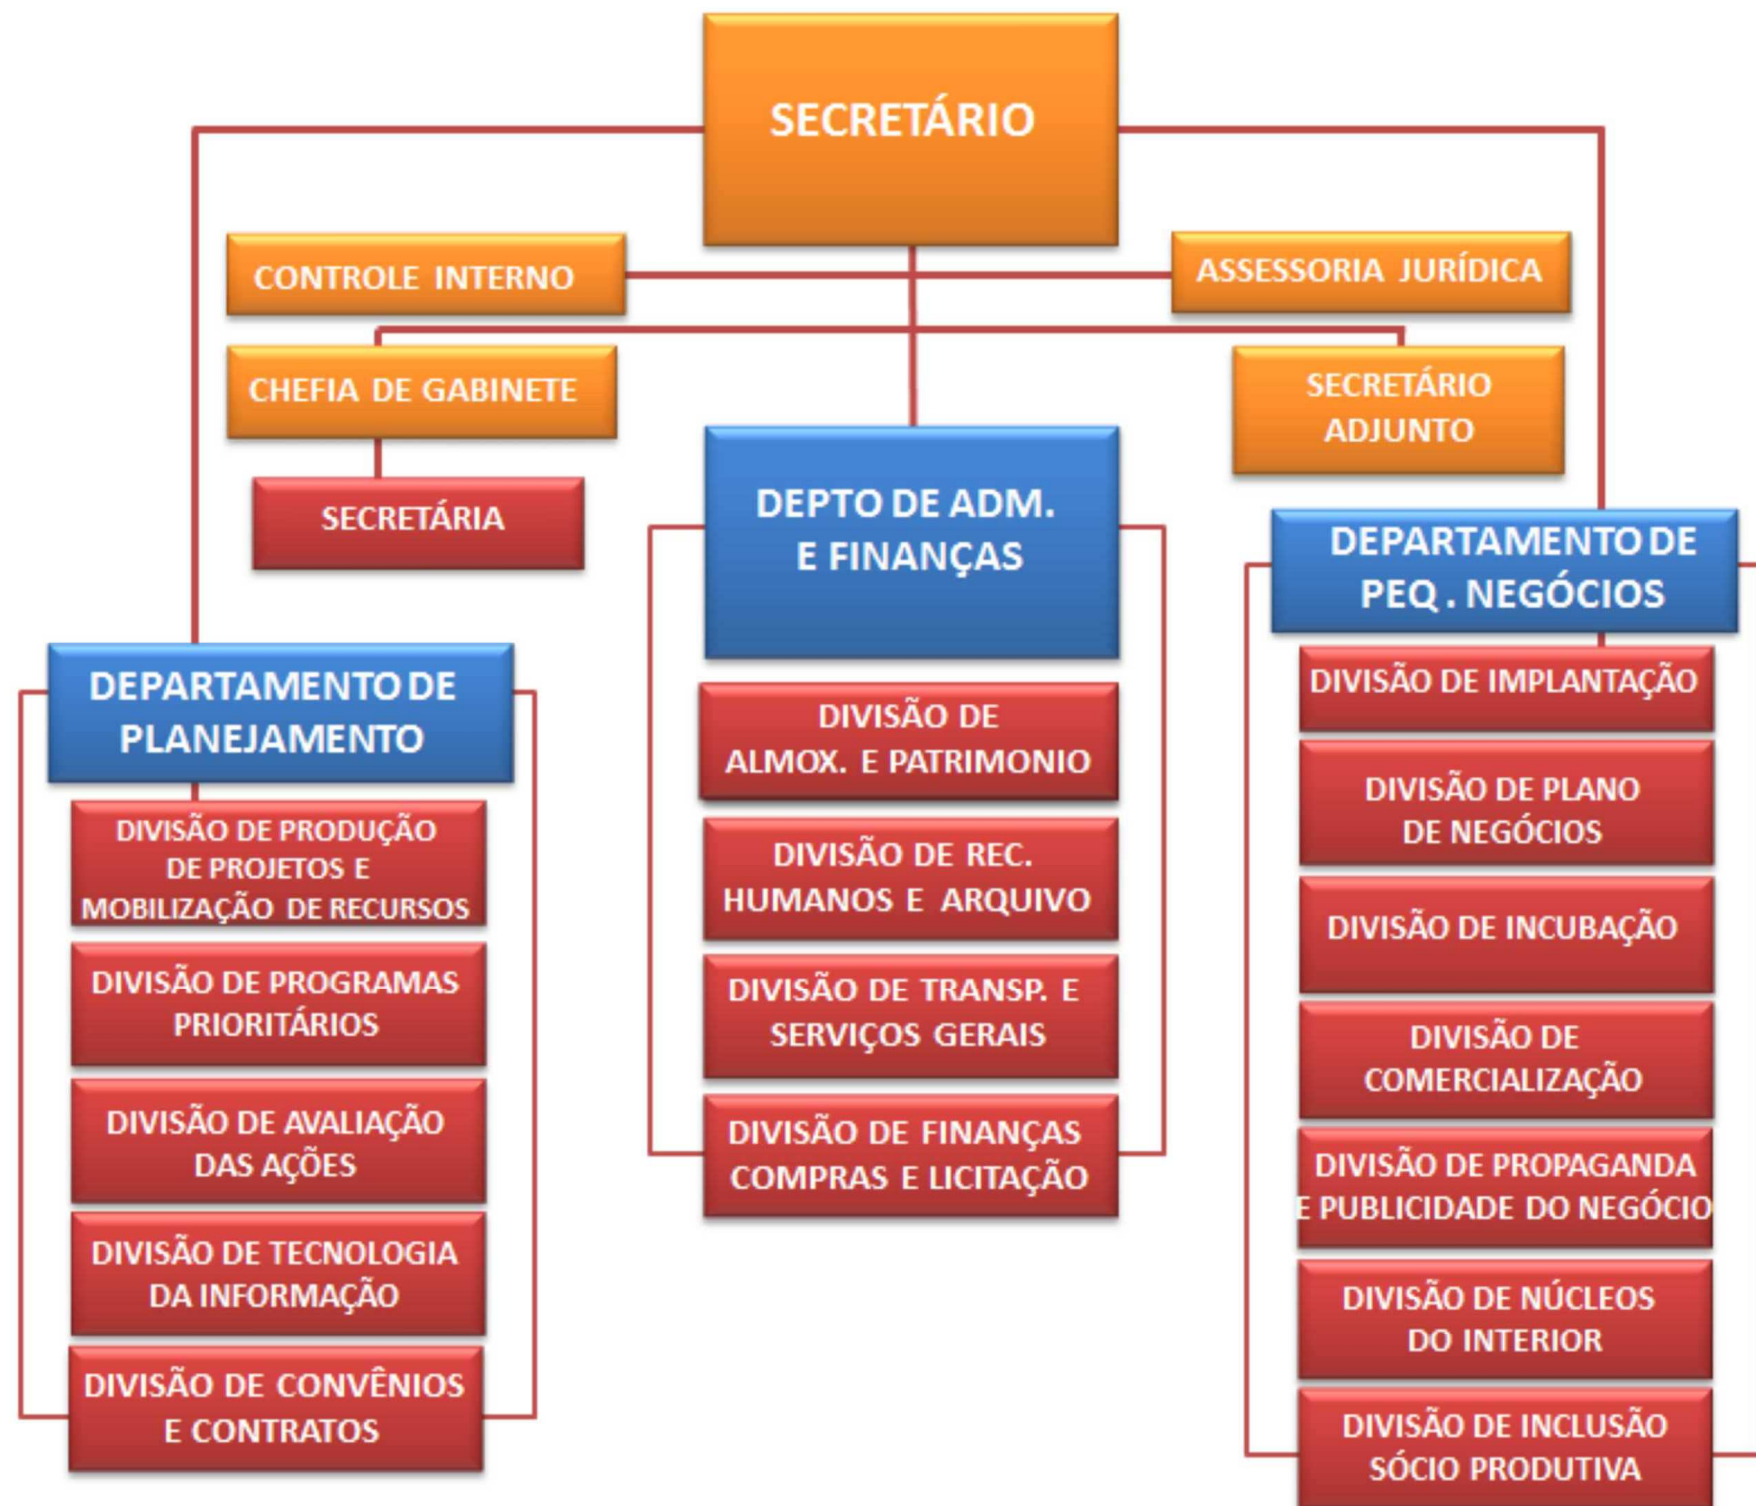 SECRETÁRIO
CONTROLE INTERNO
ASSESSORIA JURÍDICA
CHEFIA DE GABINETE
SECRETÁRIO
ADJUNTO
SECRETÁRIA
DEPTO DE ADM.
E FINANÇAS
DEPARTAMENTO DE
PEQ . NEGÓCIOS
DEPARTAMENTO DE
PLANEJAMENTO
DIVISÃO DE PRODUÇÃO
DE PROJETOS E
MOBILIZAÇÃO DE RECURSOS
DIVISÃO DE PROGRAMAS
PRIORITÁRIOS
DIVISÃO DE AVALIAÇÃO
DAS AÇÕES
DIVISÃO DE TECNOLOGIA
DA INFORMAÇÃO
DIVISÃO DE CONVÊNIOS
E CONTRATOS
DIVISÃO DE
ALMOX. E PATRIMONIO
DIVISÃO DE REC.
HUMANOS E ARQUIVO
DIVISÃO DE TRANSP. E
SERVIÇOS GERAIS
DIVISÃO DE FINANÇAS
COMPRAS E LICITAÇÃO
DIVISÃO DE IMPLANTAÇÃO
DIVISÃO DE PLANO
DE NEGÓCIOS
DIVISÃO DE INCUBAÇÃO
DIVISÃO DE
COMERCIALIZAÇÃO
DIVISÃO DE PROPAGANDA
E PUBLICIDADE DO NEGÓCIO
DIVISÃO DE NÚCLEOS
DO INTERIOR
DIVISÃO DE INCLUSÃO
SÓCIO PRODUTIVA